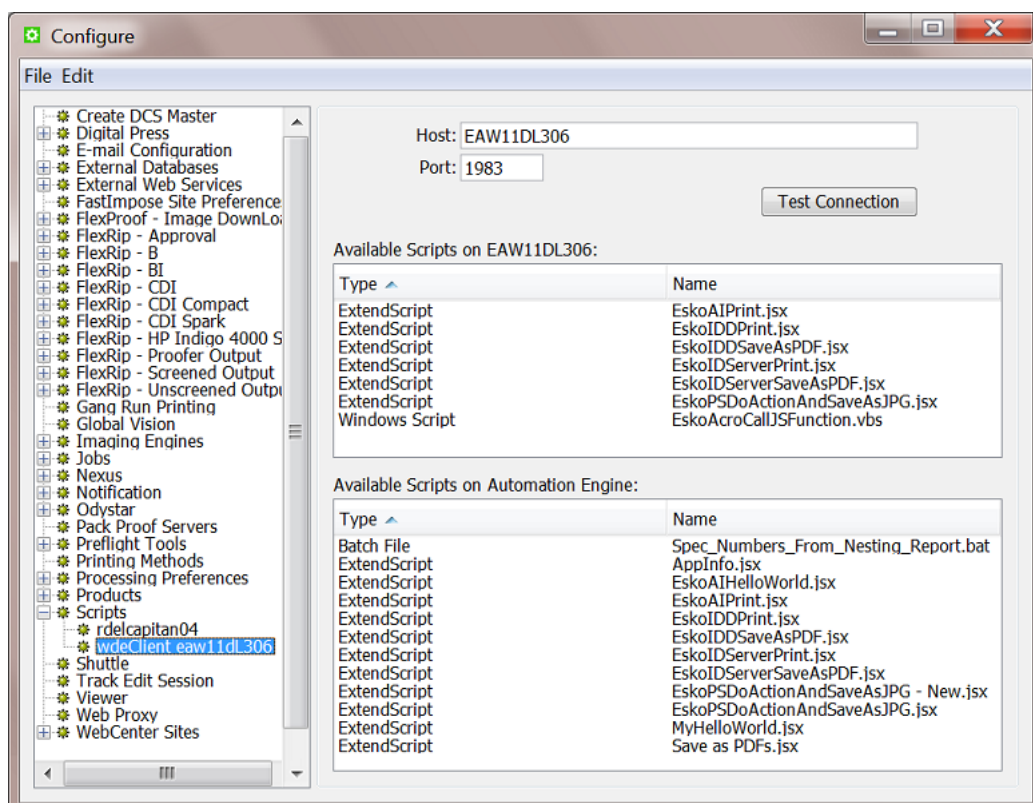 Configure
File Edit
Create DCS Master
Digital Press
E-mail Configuration
External Databases
External Web Services
FastImpose Site Preference
FlexProof - Image DownLoa
FlexRip - Approval
FlexRip - B
FlexRip - BI
FlexRip - CDI
FlexRip - CDI Compact
FlexRip - CDI Spark
FlexRip - HP Indigo 4000 S
FlexRip - Proofer Output
FlexRip - Screened Output
FlexRip - Unscreened Outpu
Gang Run Printing
Global Vision
Imaging Engines
Jobs
Nexus
Notification
Odystar
Pack Proof Servers
Preflight Tools
Printing Methods
Processing Preferences
Products
Scripts
rdelcapitan04
wdeClient eaw11dL306
Shuttle
Track Edit Session
Viewer
Web Proxy
WebCenter Sites
Host: EAW11DL306
Port: 1983
Test Connection
Available Scripts on EAW11DL306:
Type Name
ExtendScript EskoAIPrint.jsx
ExtendScript EskoIDDPrint.jsx
ExtendScript EskoIDDSaveAsPDF.jsx
ExtendScript EskoIDServerPrint.jsx
ExtendScript EskoIDServerSaveAsPDF.jsx
ExtendScript EskoPSDoActionAndSaveAsJPG.jsx
Windows Script EskoAcroCallJSFunction.vbs
Available Scripts on Automation Engine:
Type Name
Batch File Spec_Numbers_From_Nesting_Report.bat
ExtendScript AppInfo.jsx
ExtendScript EskoAIHelloWorld.jsx
ExtendScript EskoAIPrint.jsx
ExtendScript EskoIDDPrint.jsx
ExtendScript EskoIDDSaveAsPDF.jsx
ExtendScript EskoIDServerPrint.jsx
ExtendScript EskoIDServerSaveAsPDF.jsx
ExtendScript EskoPSDoActionAndSaveAsJPG - New.jsx
ExtendScript EskoPSDoActionAndSaveAsJPG.jsx
ExtendScript MyHelloWorld.jsx
ExtendScript Save as PDFs.jsx